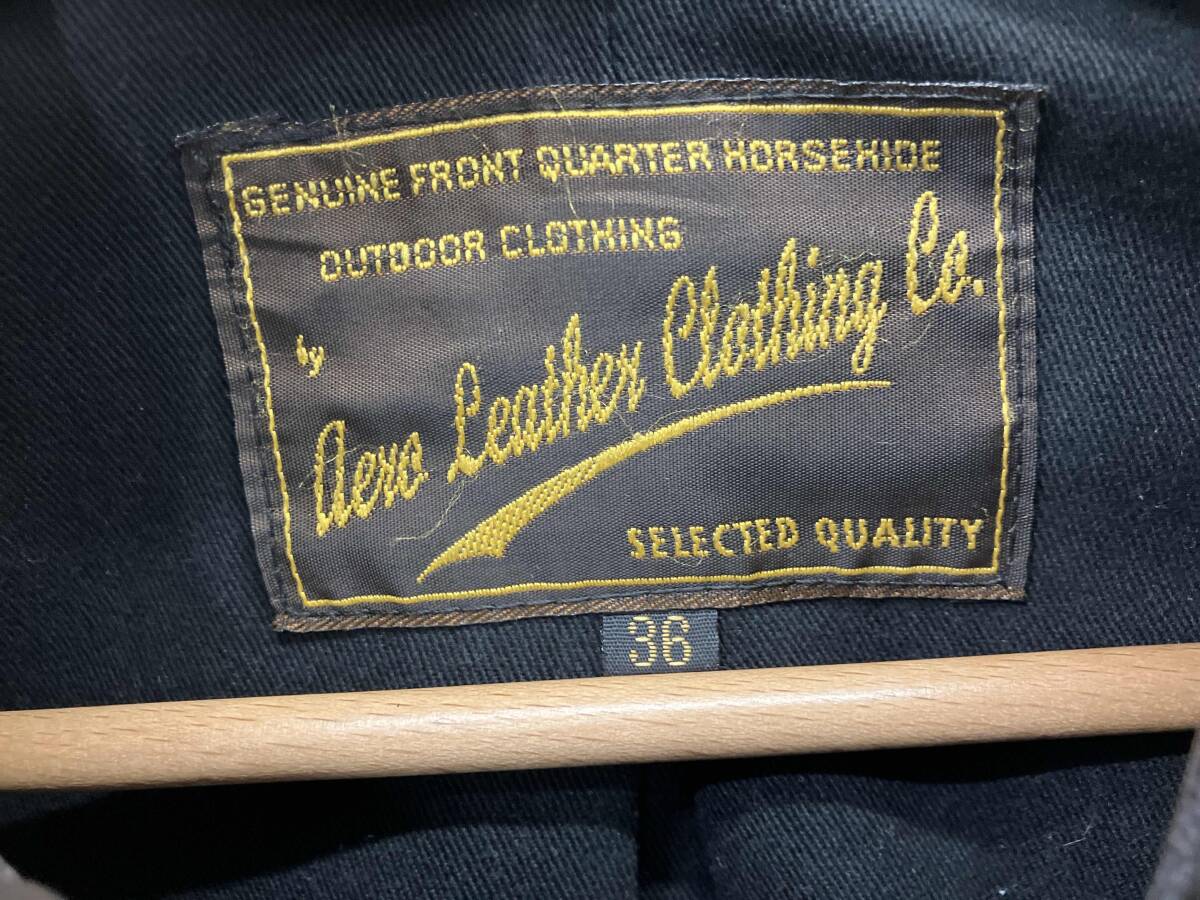 GENUINE FRONT QUARTER HORSEHIDE
OUTDOOR CLOTHING
by
Aero Leather Clothing Co.
SELECTED QUALITY
36